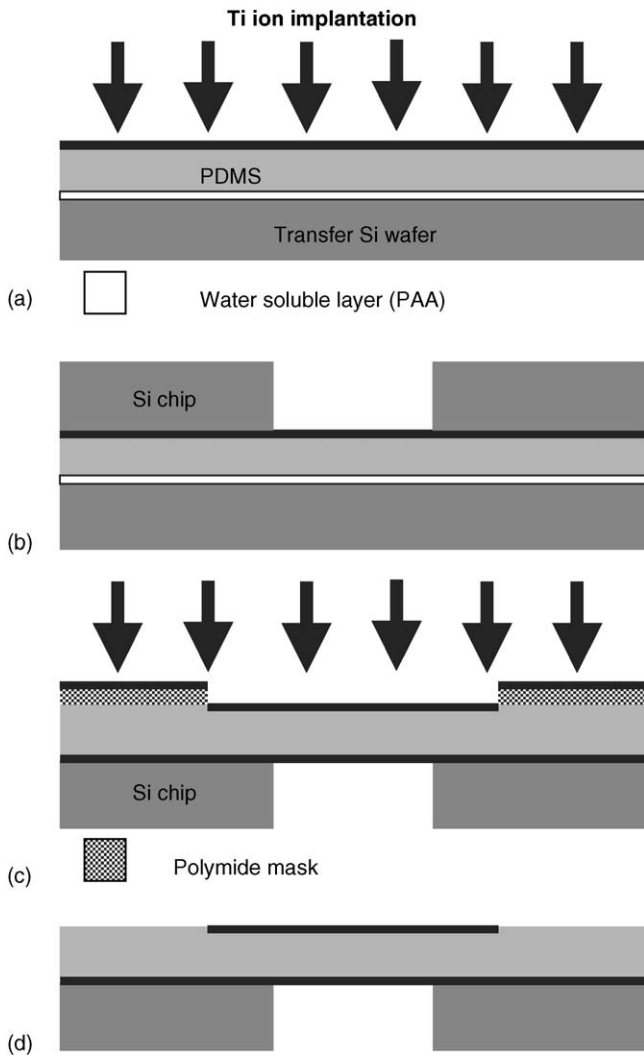 Ti ion implantation
PDMS
Transfer Si wafer
(a)
Water soluble layer (PAA)
Si chip
(b)
Si chip
(c)
Polymide mask
(d)